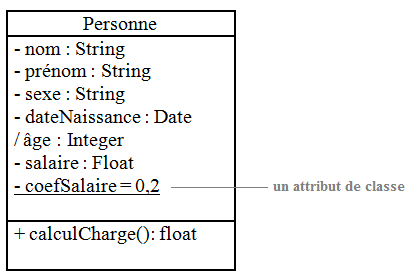 Personne
- nom : String
- prénom : String
- sexe : String
- dateNaissance : Date
/ âge : Integer
- salaire : Float
- coefSalaire = 0,2
un attribut de classe
+ calculCharge(): float